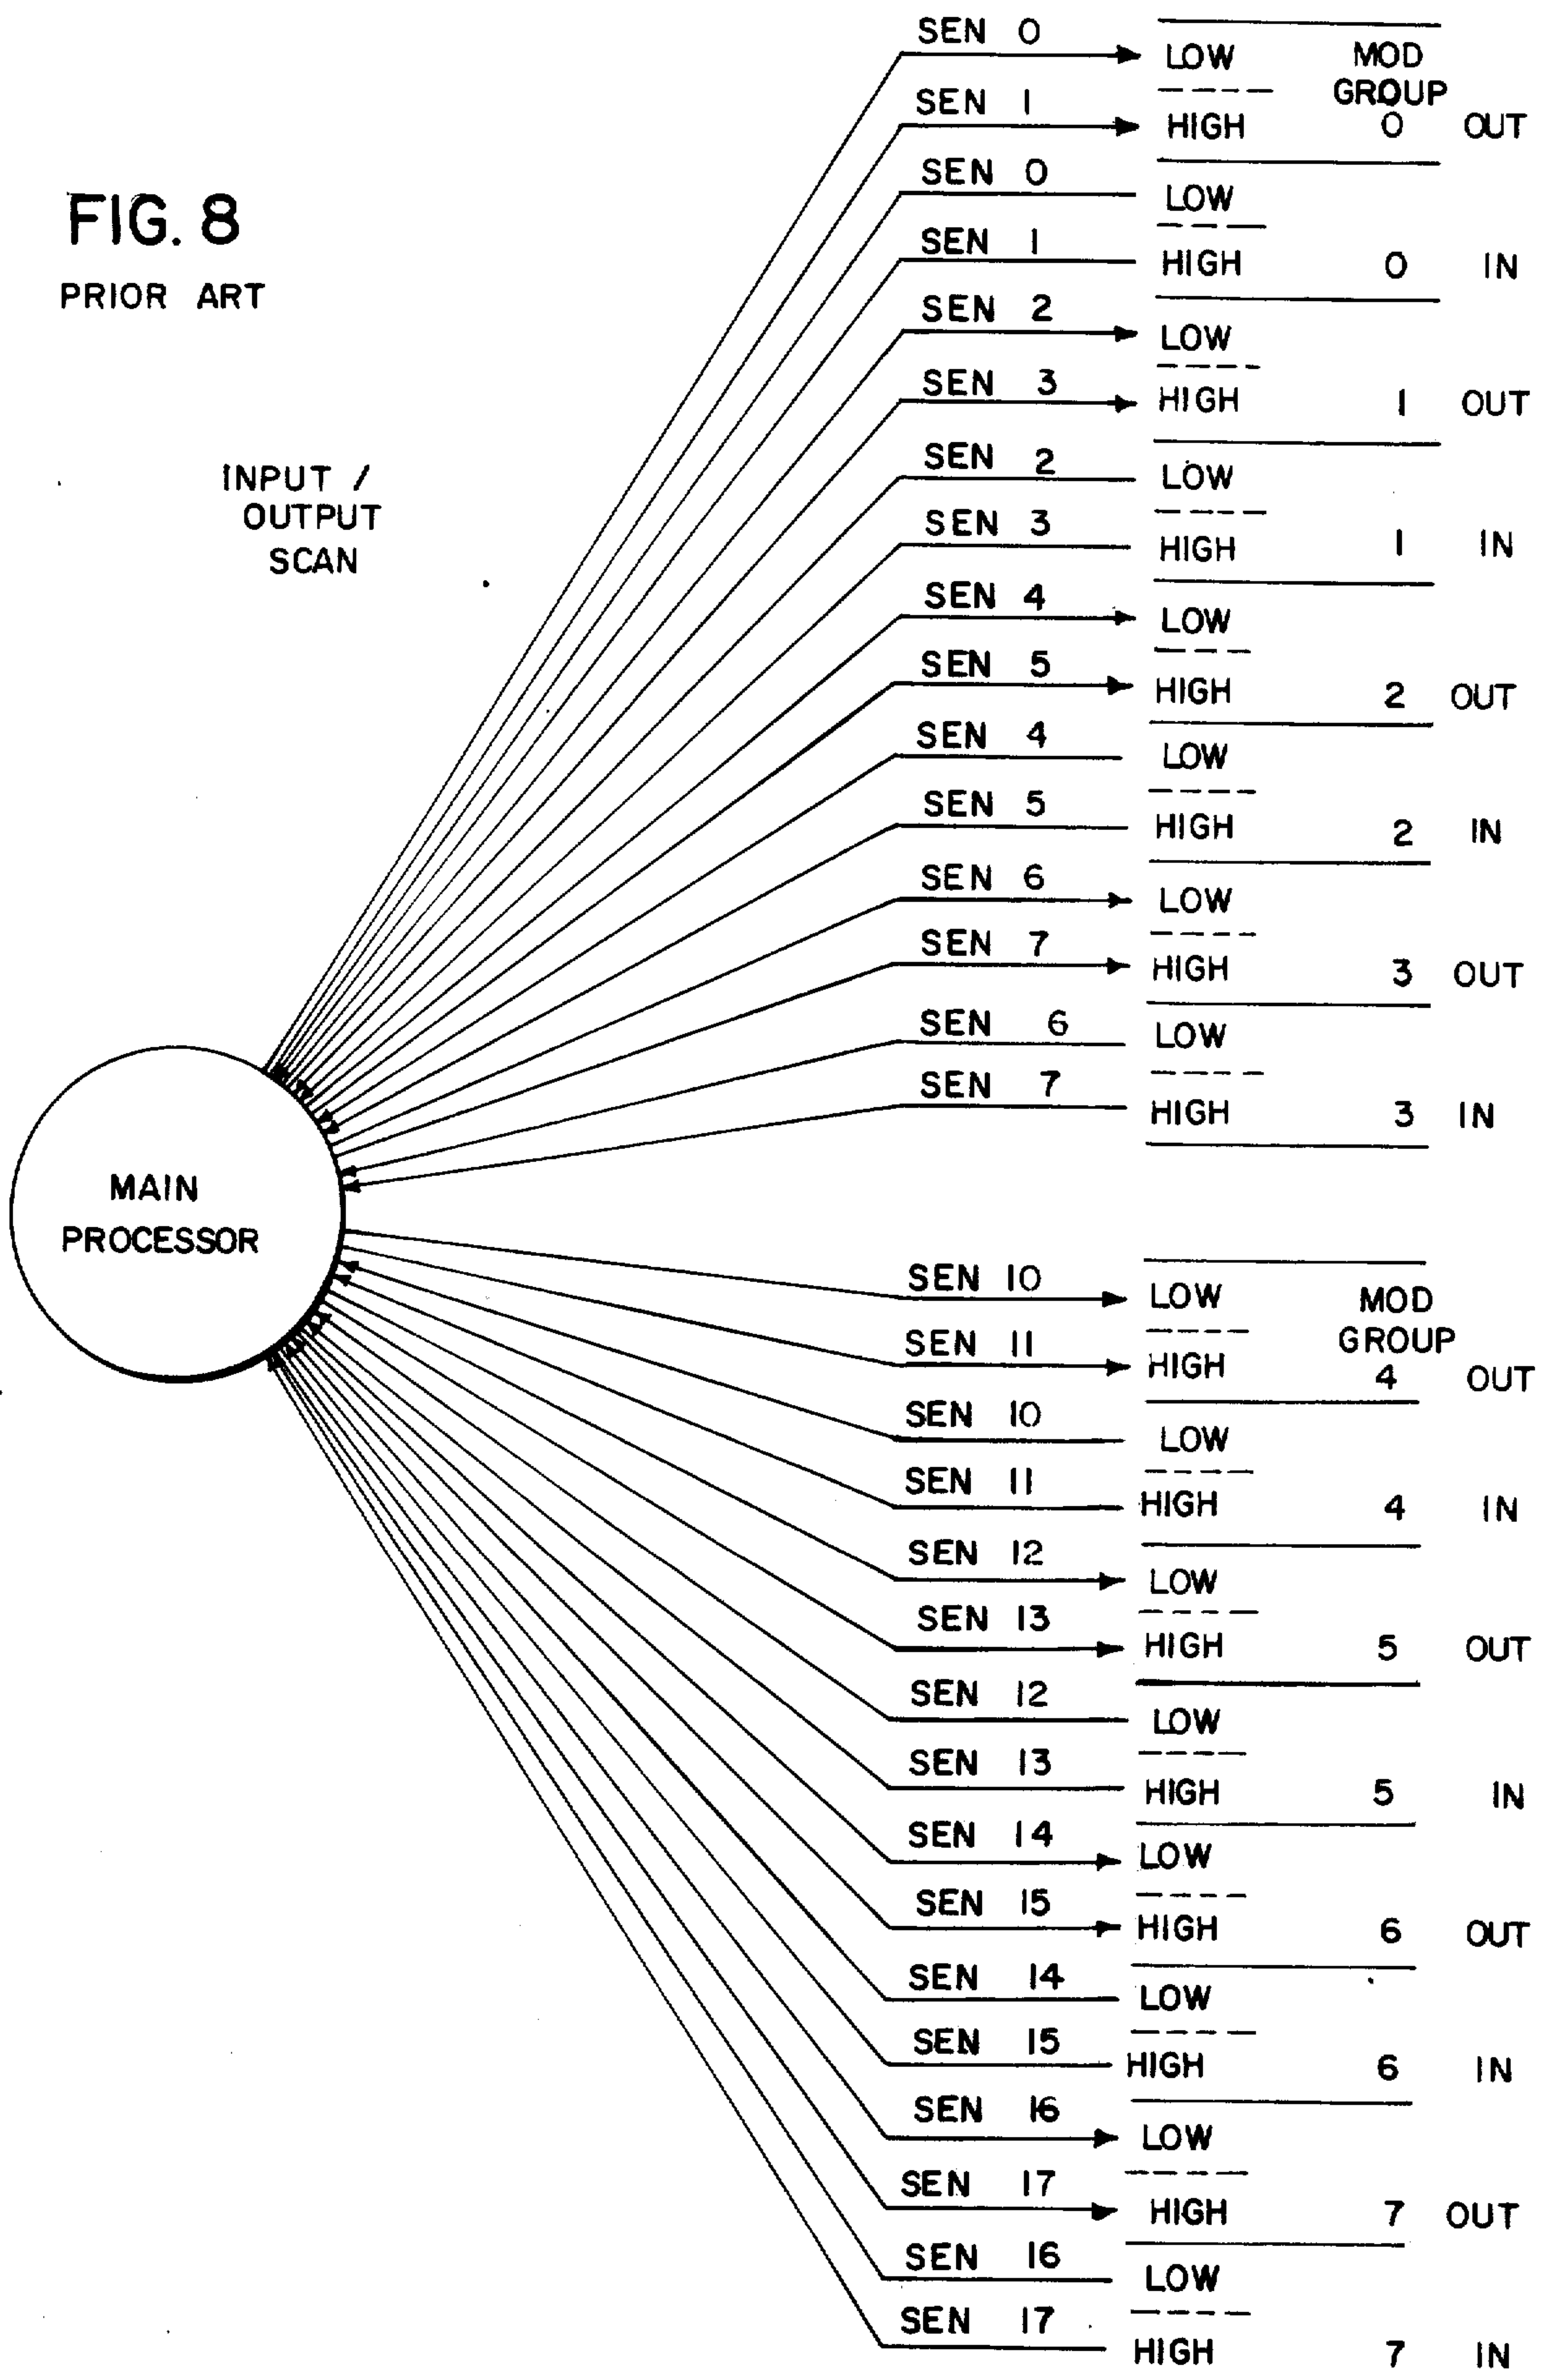 FIG. 8
PRIOR ART
INPUT /
OUTPUT
SCAN
MAIN
PROCESSOR
SEN 0 LOW MOD
GROUP
SEN 1 HIGH 0 OUT
SEN 0 LOW
SEN 1 HIGH 0 IN
SEN 2 LOW
SEN 3 HIGH 1 OUT
SEN 2 LOW
SEN 3 HIGH 1 IN
SEN 4 LOW
SEN 5 HIGH 2 OUT
SEN 4 LOW
SEN 5 HIGH 2 IN
SEN 6 LOW
SEN 7 HIGH 3 OUT
SEN 6 LOW
SEN 7 HIGH 3 IN
SEN 10 LOW MOD
GROUP
SEN 11 HIGH 4 OUT
SEN 10 LOW
SEN 11 HIGH 4 IN
SEN 12 LOW
SEN 13 HIGH 5 OUT
SEN 12 LOW
SEN 13 HIGH 5 IN
SEN 14 LOW
SEN 15 HIGH 6 OUT
SEN 14 LOW
SEN 15 HIGH 6 IN
SEN 16 LOW
SEN 17 HIGH 7 OUT
SEN 16 LOW
SEN 17 HIGH 7 IN